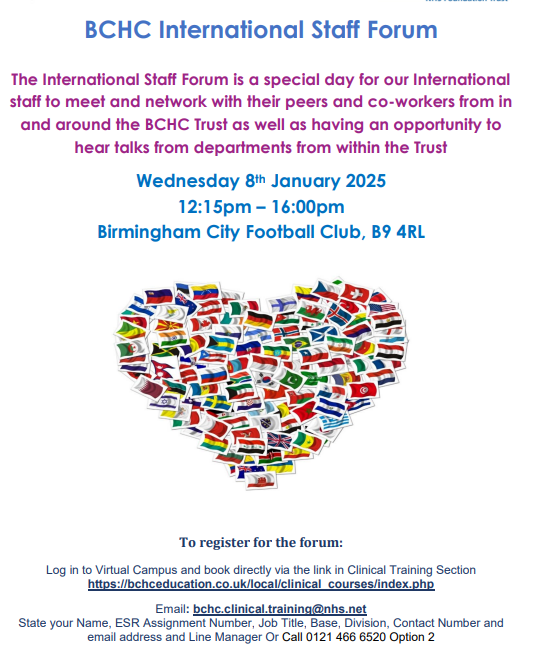 BCHC International Staff Forum
The International Staff Forum is a special day for our International
staff to meet and network with their peers and co-workers from in
and around the BCHC Trust as well as having an opportunity to
hear talks from departments from within the Trust
Wednesday 8th January 2025
12:15pm – 16:00pm
Birmingham City Football Club, B9 4RL
To register for the forum:
Log in to Virtual Campus and book directly via the link in Clinical Training Section
https://bchceducation.co.uk/local/clinical_courses/index.php
Email: bchc.clinical.training@nhs.net
State your Name, ESR Assignment Number, Job Title, Base, Division, Contact Number and
email address and Line Manager Or Call 0121 466 6520 Option 2